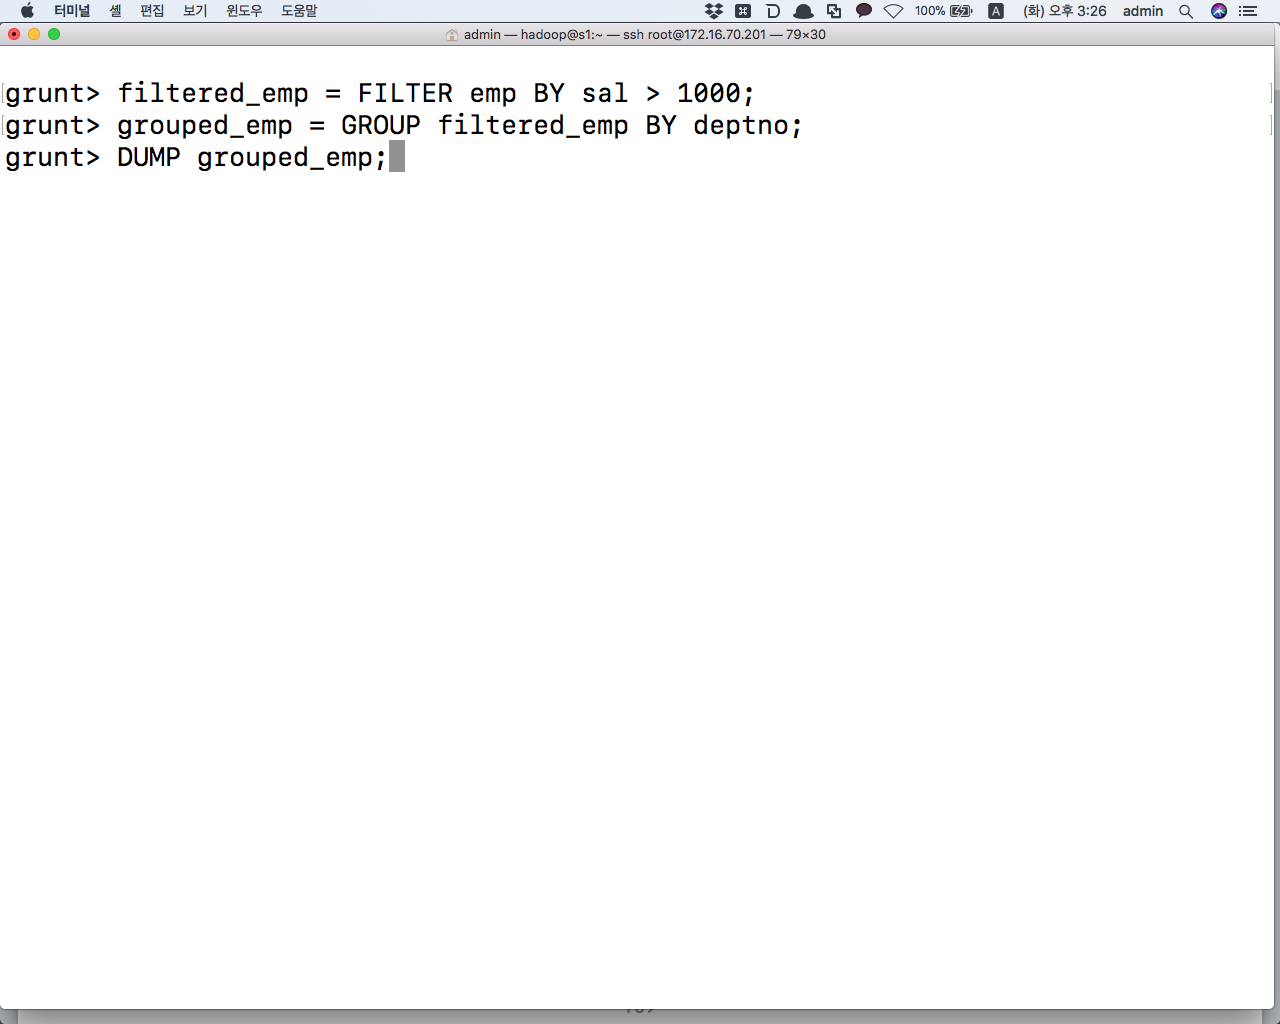 터미널 셸 편집 보기 윈도우 도움말 100% A (화) 오후 3:26 admin
admin — hadoop@s1:~ — ssh root@172.16.70.201 — 79×30
grunt> filtered_emp = FILTER emp BY sal > 1000;
grunt> grouped_emp = GROUP filtered_emp BY deptno;
grunt> DUMP grouped_emp;